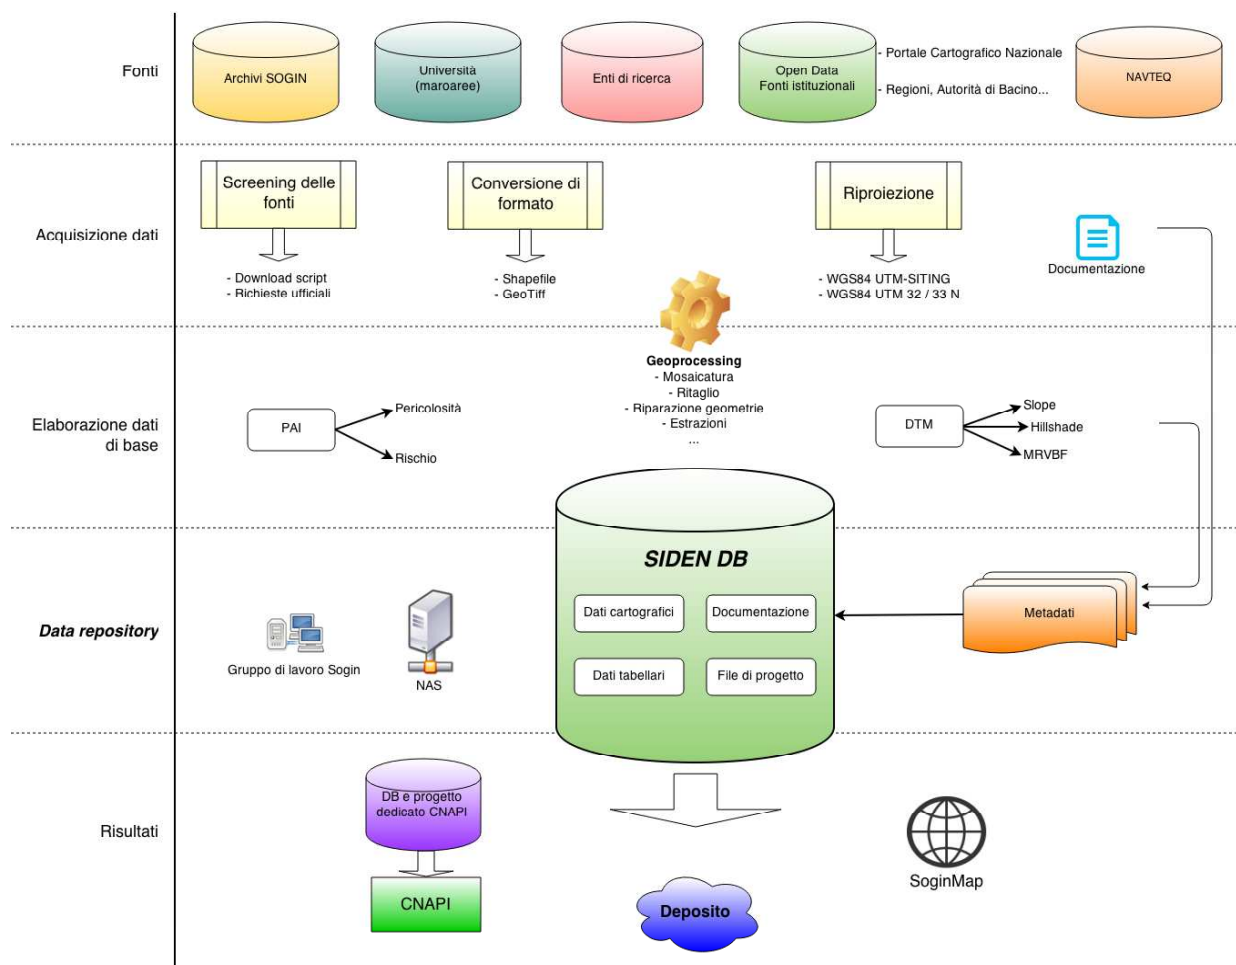 Fonti
Archivi SOGIN
Università
(maroaree)
Enti di ricerca
Open Data
Fonti istituzionali
- Portale Cartografico Nazionale
- Regioni, Autorità di Bacino...
NAVTEQ
Acquisizione dati
Screening delle
fonti
- Download script
- Richieste ufficiali
Conversione di
formato
- Shapefile
- GeoTiff
Riproiezione
- WGS84 UTM-SITING
- WGS84 UTM 32 / 33 N
Documentazione
Elaborazione dati
di base
PAI
Pericolosità
Rischio
Geoprocessing
- Mosaicatura
- Ritaglio
- Riparazione geometrie
- Estrazioni
...
DTM
Slope
Hillshade
MRVBF
Data repository
Gruppo di lavoro Sogin
NAS
SIDEN DB
Dati cartografici
Documentazione
Dati tabellari
File di progetto
Metadati
Risultati
DB e progetto
dedicato CNAPI
CNAPI
Deposito
SoginMap